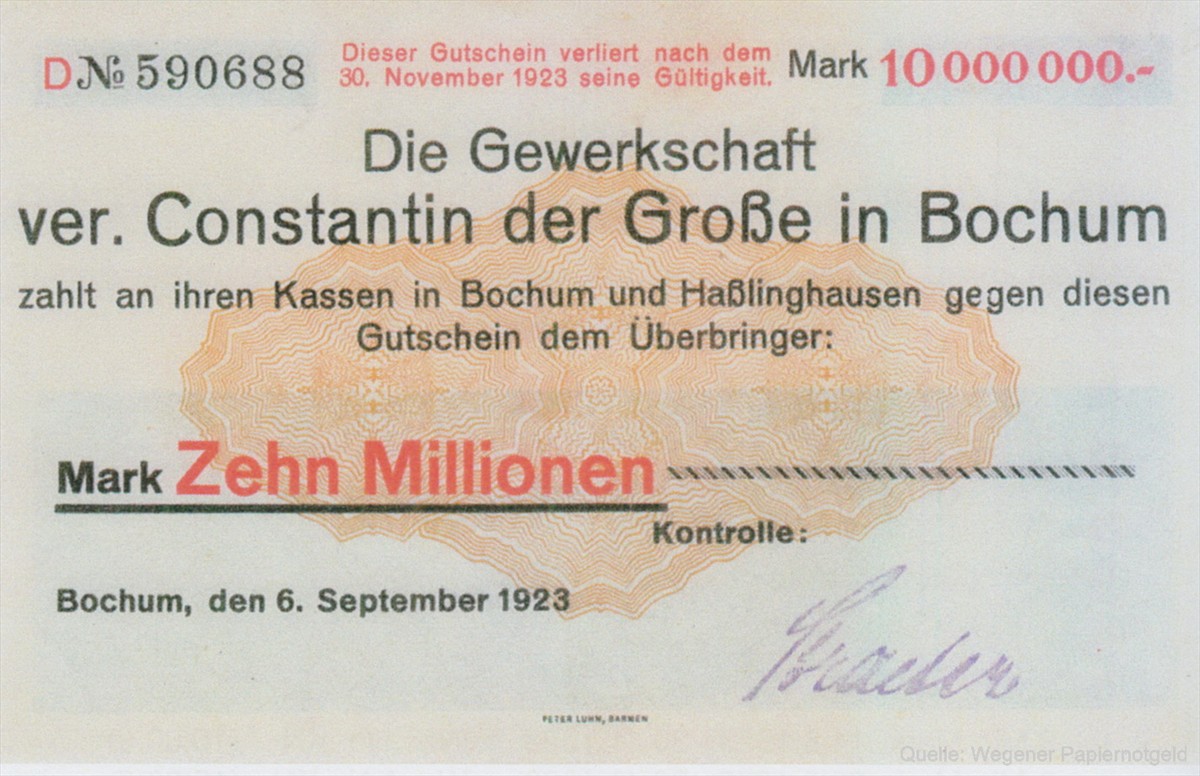 D № 590688
Dieser Gutschein verliert nach dem
30. November 1923 seine Gültigkeit.
Mark 10 000 000.-
Die Gewerkschaft
ver. Constantin der Große in Bochum
zahlt an ihren Kassen in Bochum und Haßlinghausen gegen diesen
Gutschein dem Überbringer:
Mark Zehn Millionen
Kontrolle:
Bochum, den 6. September 1923
PETER LUHN, BARMEN
Quelle: Wegener Papiernotgeld